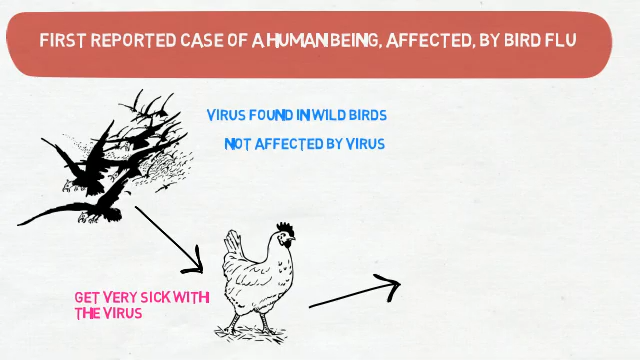 FIRST REPORTED CASE OF A HUMAN BEING, AFFECTED, BY BIRD FLU
VIRUS FOUND IN WILD BIRDS
NOT AFFECTED BY VIRUS
GET VERY SICK WITH
THE VIRUS